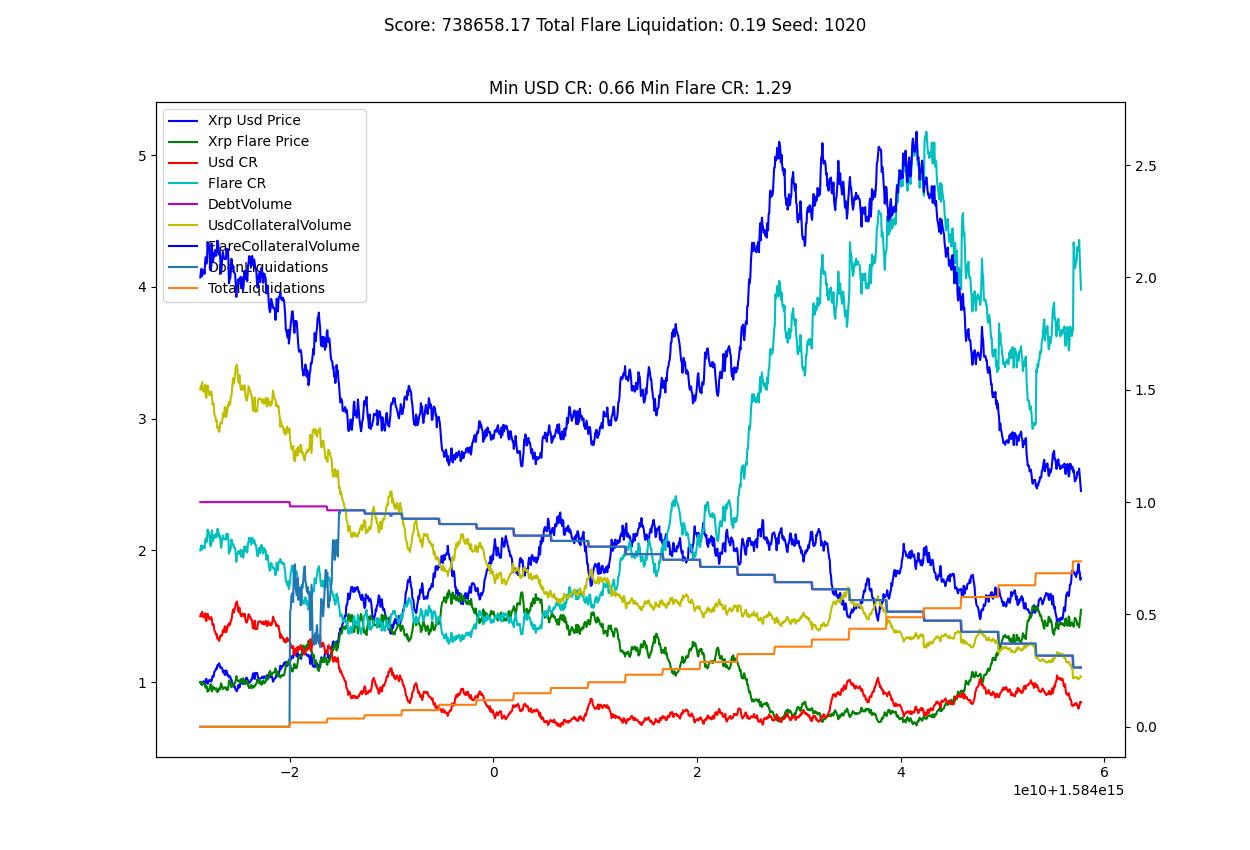 Score: 738658.17 Total Flare Liquidation: 0.19 Seed: 1020
Min USD CR: 0.66 Min Flare CR: 1.29
Xrp Usd Price
Xrp Flare Price
Usd CR
Flare CR
DebtVolume
UsdCollateralVolume
FlareCollateralVolume
OpenLiquidations
TotalLiquidations
5
4
3
2
1
2.5
2.0
1.5
1.0
0.5
0.0
−2
0
2
4
6
1e10+1.584e15